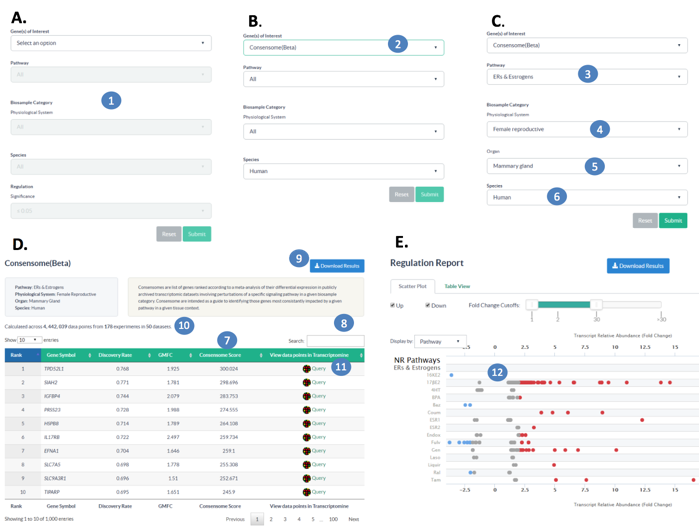 A.
Gene(s) of Interest
Select an option
Pathway
All
Biosample Category
Physiological System
All
Species
All
Regulation
Significance
Reset Submit
1
B.
Gene(s) of Interest
Consensome(Beta)
2
Pathway
All
Biosample Category
Physiological System
All
Species
Human
Reset Submit
C.
Gene(s) of Interest
Consensome(Beta)
Pathway
ERs & Estrogens
3
Biosample Category
Physiological System
Female reproductive
4
Organ
Mammary gland
5
Species
Human
6
Reset Submit
D.
Consensome(Beta)
9
Download Results
Pathway: ERs & Estrogens
Physiological System: Female Reproductive
Organ: Mammary Gland
Species: Human
Consensomes are list of genes ranked according to a meta analysis of their differential expression in publicly
archived transcriptomic datasets involving perturbations of a specific signaling pathway in a given biosample
category. Consensome are intended as a guide to identifying those genes most consistently impacted by a given
pathway in a given tissue context.
Calculated across 4,442,029 data points from 176 experiments in 50 datasets. 10
8
Show 10 entries
7
Search:
Rank Gene Symbol Discovery Rate GMFC Consensome Score View data points in Transcriptomine
1 TPD52L1 0.768 1.925 300.024 Query
11
2 SIAH2 0.771 1.781 298.696 Query
3 IGFBP4 0.744 2.079 283.753 Query
4 PRSS23 0.728 1.988 274.555 Query
5 HSPB8 0.714 1.789 264.108 Query
6 IL17RB 0.722 2.497 259.734 Query
7 EFNA1 0.704 1.646 259.1 Query
8 SLC7A5 0.698 1.778 255.308 Query
9 SLC9A3R1 0.696 1.51 252.671 Query
10 TIPARP 0.695 1.651 245.9 Query
Rank Gene Symbol Discovery Rate GMFC Consensome Score View data points in Transcriptomine
Showing 1 to 10 of 1,000 entries
Previous 1 2 3 4 5 … 100 Next
E.
Regulation Report
Download Results
Scatter Plot Table View
Up Down Fold Change Cutoffs:
1 2 30 >30
Transcript Relative Abundance (Fold Change)
Display by: Pathway
-2.5 0 2.5 5 7.5 10 12.5 15
NR Pathways
ERs & Estrogens
12
17βE2
4HT
BPA
ESR1
ESR2
Gen
Tam
-2.5 0 2.5 5 7.5 10 12.5 15
Transcript Relative Abundance (Fold Change)